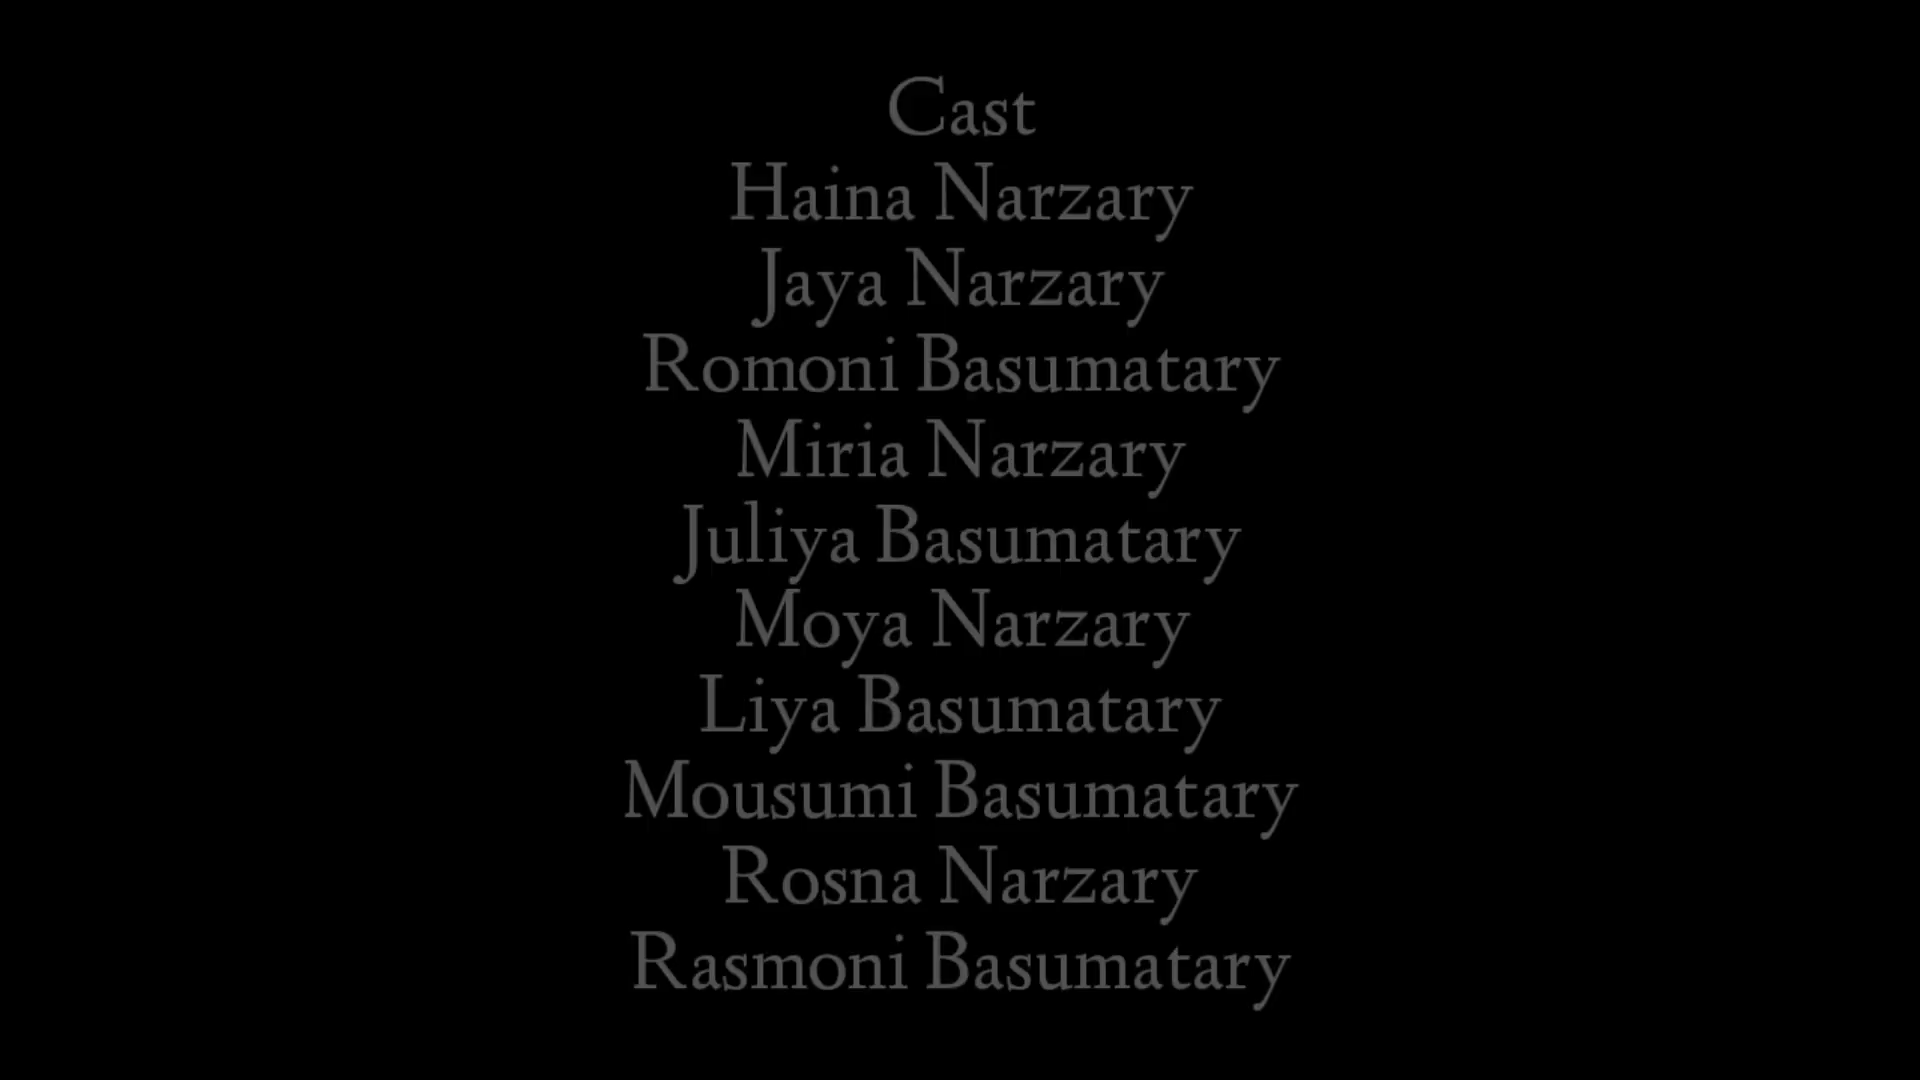 Cast
Haina Narzary
Jaya Narzary
Romoni Basumatary
Miria Narzary
Juliya Basumatary
Moya Narzary
Liya Basumatary
Mousumi Basumatary
Rosna Narzary
Rasmoni Basumatary